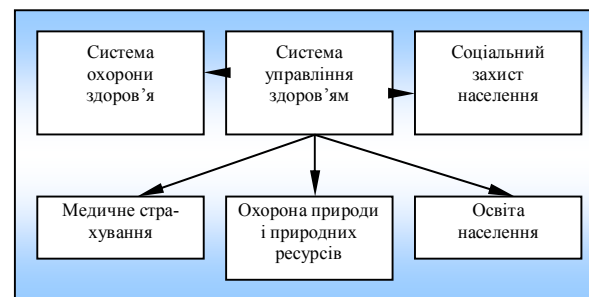 Система
охорони
здоров’я
Система
управління
здоров’ям
Соціальний
захист
населення
Медичне стра-
хування
Охорона природи
і природних
ресурсів
Освіта
населення